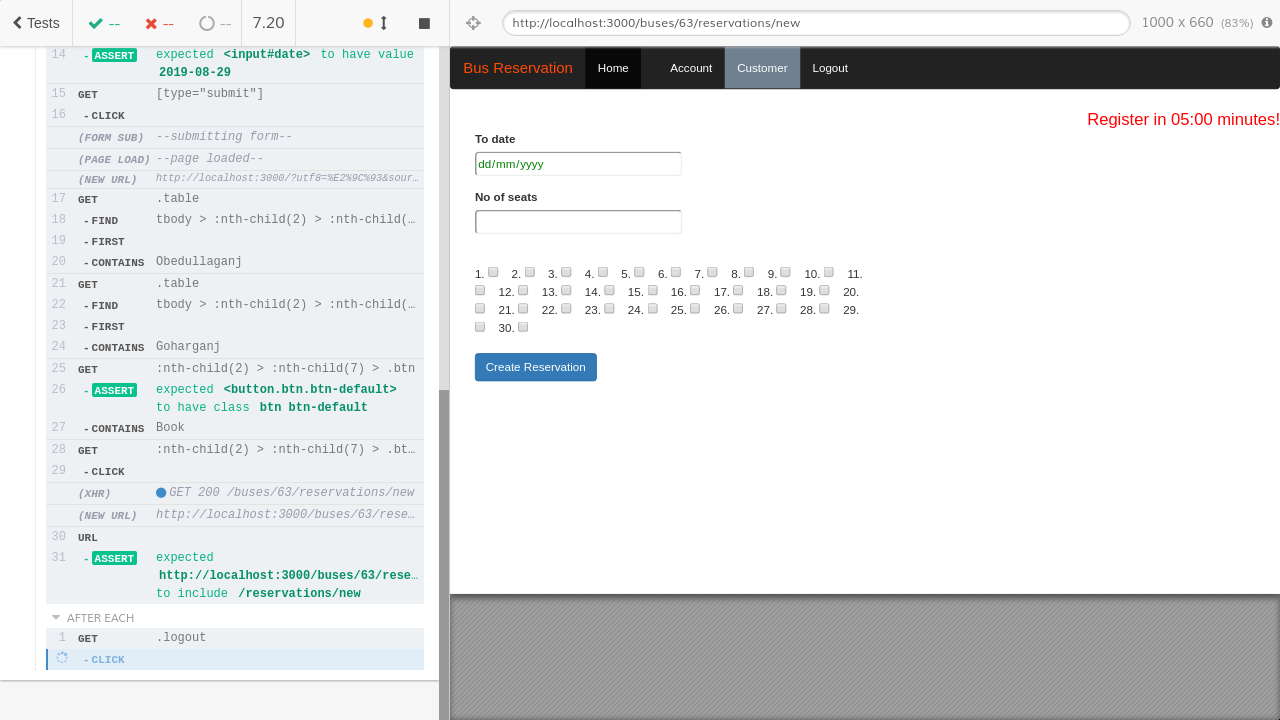 Tests -- -- -- 7.20
http://localhost:3000/buses/63/reservations/new 1000 x 660 (83%)
14 - ASSERT expected <input#date> to have value
2019-08-29
15 GET [type="submit"]
16 - CLICK
(FORM SUB) --submitting form--
(PAGE LOAD) --page loaded--
(NEW URL) http://localhost:3000/?utf8=%E2%9C%93&sour…
17 GET .table
18 - FIND tbody > :nth-child(2) > :nth-child(…
19 - FIRST
20 - CONTAINS Obedullaganj
21 GET .table
22 - FIND tbody > :nth-child(2) > :nth-child(…
23 - FIRST
24 - CONTAINS Goharganj
25 GET :nth-child(2) > :nth-child(7) > .btn
26 - ASSERT expected <button.btn.btn-default>
to have class btn btn-default
27 - CONTAINS Book
28 GET :nth-child(2) > :nth-child(7) > .bt…
29 - CLICK
(XHR) GET 200 /buses/63/reservations/new
(NEW URL) http://localhost:3000/buses/63/rese…
30 URL
31 - ASSERT expected
http://localhost:3000/buses/63/rese…
to include /reservations/new
AFTER EACH
1 GET .logout
- CLICK
Bus Reservation Home Account Customer Logout
Register in 05:00 minutes!
To date
dd/mm/yyyy
No of seats
1. 2. 3. 4. 5. 6. 7. 8. 9. 10. 11.
12. 13. 14. 15. 16. 17. 18. 19. 20.
21. 22. 23. 24. 25. 26. 27. 28. 29.
30.
Create Reservation